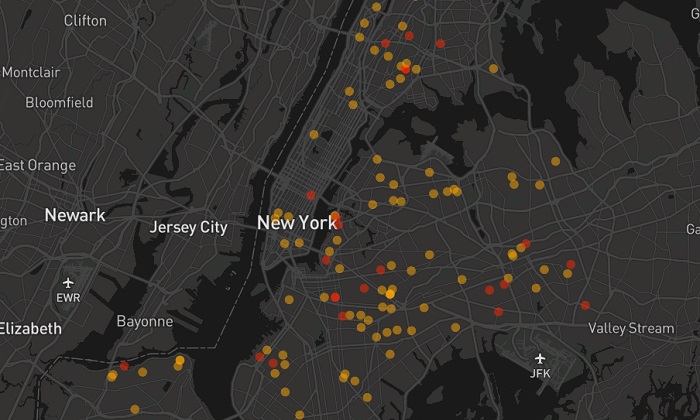 Clifton
G
Montclair
Bloomfield
East Orange
Newark
gton
Jersey City
New York
Ga
EWR
Elizabeth
Bayonne
Valley Stream
JFK